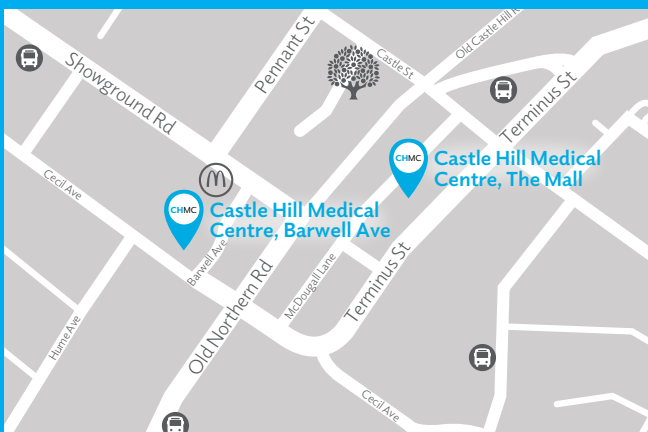 Old Castle Hill R
Pennant St
Castle St
Showground Rd
Terminus St
CHMC
Castle Hill Medical
Centre, The Mall
Cecil Ave
CHMC
Castle Hill Medical
Centre, Barwell Ave
Barwell Ave
McDougall Lane
Terminus St
Old Northern Rd
Hume Ave
Cecil Ave